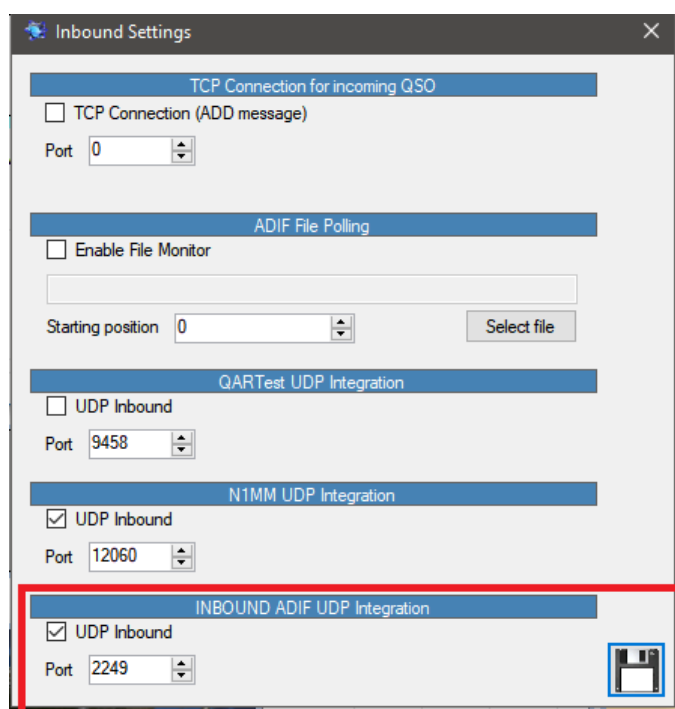 Inbound Settings
TCP Connection for incoming QSO
TCP Connection (ADD message)
Port 0
ADIF File Polling
Enable File Monitor
Starting position 0 Select file
QARTest UDP Integration
UDP Inbound
Port 9458
N1MM UDP Integration
UDP Inbound
Port 12060
INBOUND ADIF UDP Integration
UDP Inbound
Port 2249